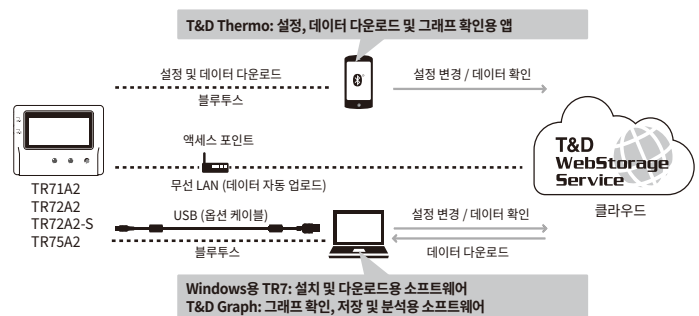 T&D Thermo: 설정, 데이터 다운로드 및 그래프 확인용 앱
설정 및 데이터 다운로드
블루투스
설정 변경 / 데이터 확인
액세스 포인트
무선 LAN (데이터 자동 업로드)
T&D
WebStorage
Service
클라우드
TR71A2
TR72A2
TR72A2-S
TR75A2
USB (옵션 케이블)
블루투스
설정 변경 / 데이터 확인
데이터 다운로드
Windows용 TR7: 설치 및 다운로드용 소프트웨어
T&D Graph: 그래프 확인, 저장 및 분석용 소프트웨어